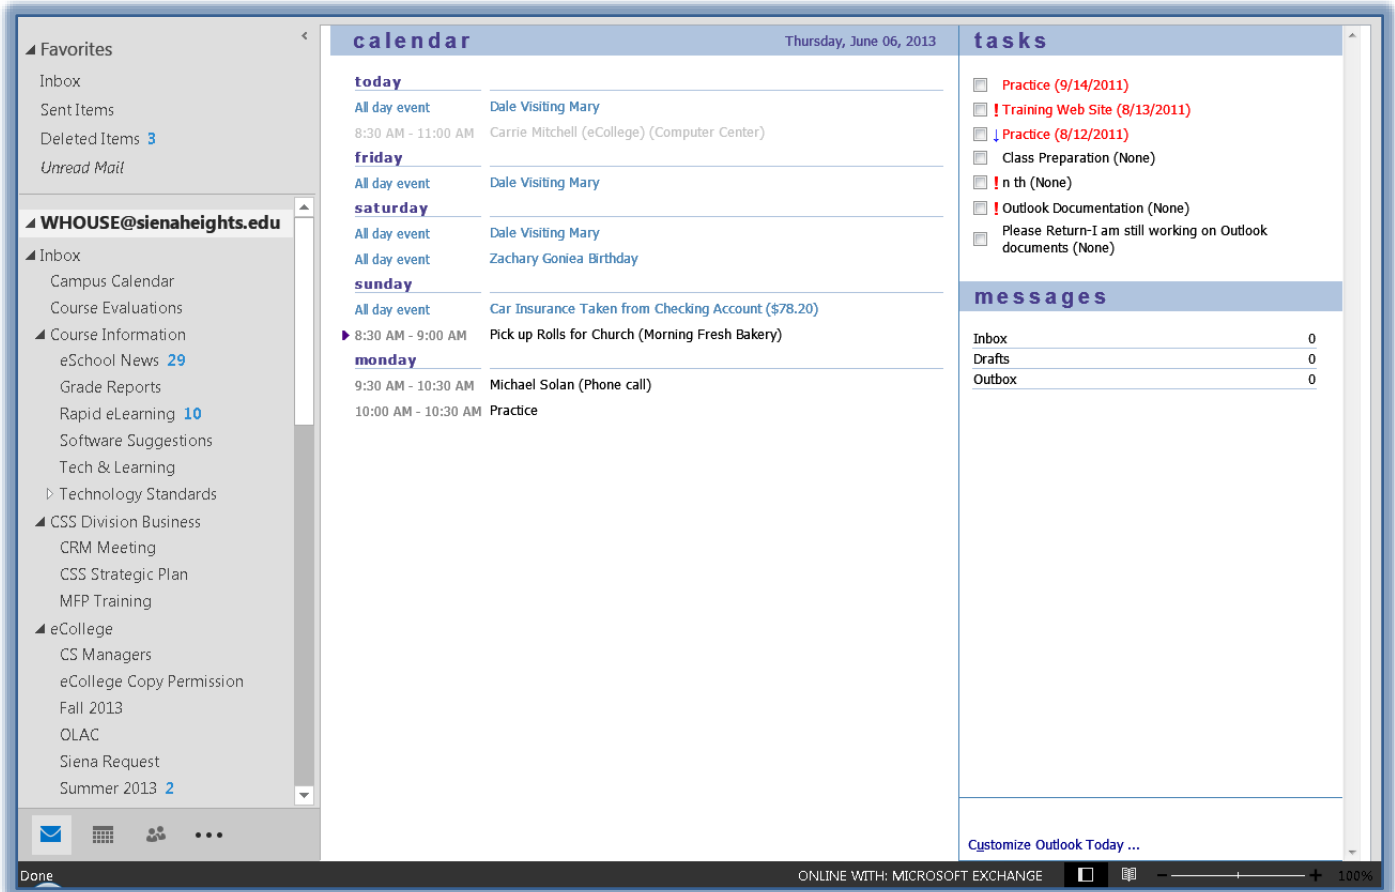 Favorites
Inbox
Sent Items
Deleted Items 3
Unread Mail
WHOUSE@sienaheights.edu
Inbox
Campus Calendar
Course Evaluations
Course Information
eSchool News 29
Grade Reports
Rapid eLearning 10
Software Suggestions
Tech & Learning
Technology Standards
CSS Division Business
CRM Meeting
CSS Strategic Plan
MFP Training
eCollege
CS Managers
eCollege Copy Permission
Fall 2013
OLAC
Siena Request
Summer 2013 2
calendar Thursday, June 06, 2013
today
All day event Dale Visiting Mary
8:30 AM - 11:00 AM Carrie Mitchell (eCollege) (Computer Center)
friday
All day event Dale Visiting Mary
saturday
All day event Dale Visiting Mary
All day event Zachary Goniea Birthday
sunday
All day event Car Insurance Taken from Checking Account ($78.20)
8:30 AM - 9:00 AM Pick up Rolls for Church (Morning Fresh Bakery)
monday
9:30 AM - 10:30 AM Michael Solan (Phone call)
10:00 AM - 10:30 AM Practice
tasks
Practice (9/14/2011)
! Training Web Site (8/13/2011)
↓ Practice (8/12/2011)
Class Preparation (None)
! n th (None)
! Outlook Documentation (None)
Please Return-I am still working on Outlook
documents (None)
messages
Inbox 0
Drafts 0
Outbox 0
Customize Outlook Today ...
Done
ONLINE WITH: MICROSOFT EXCHANGE
100%